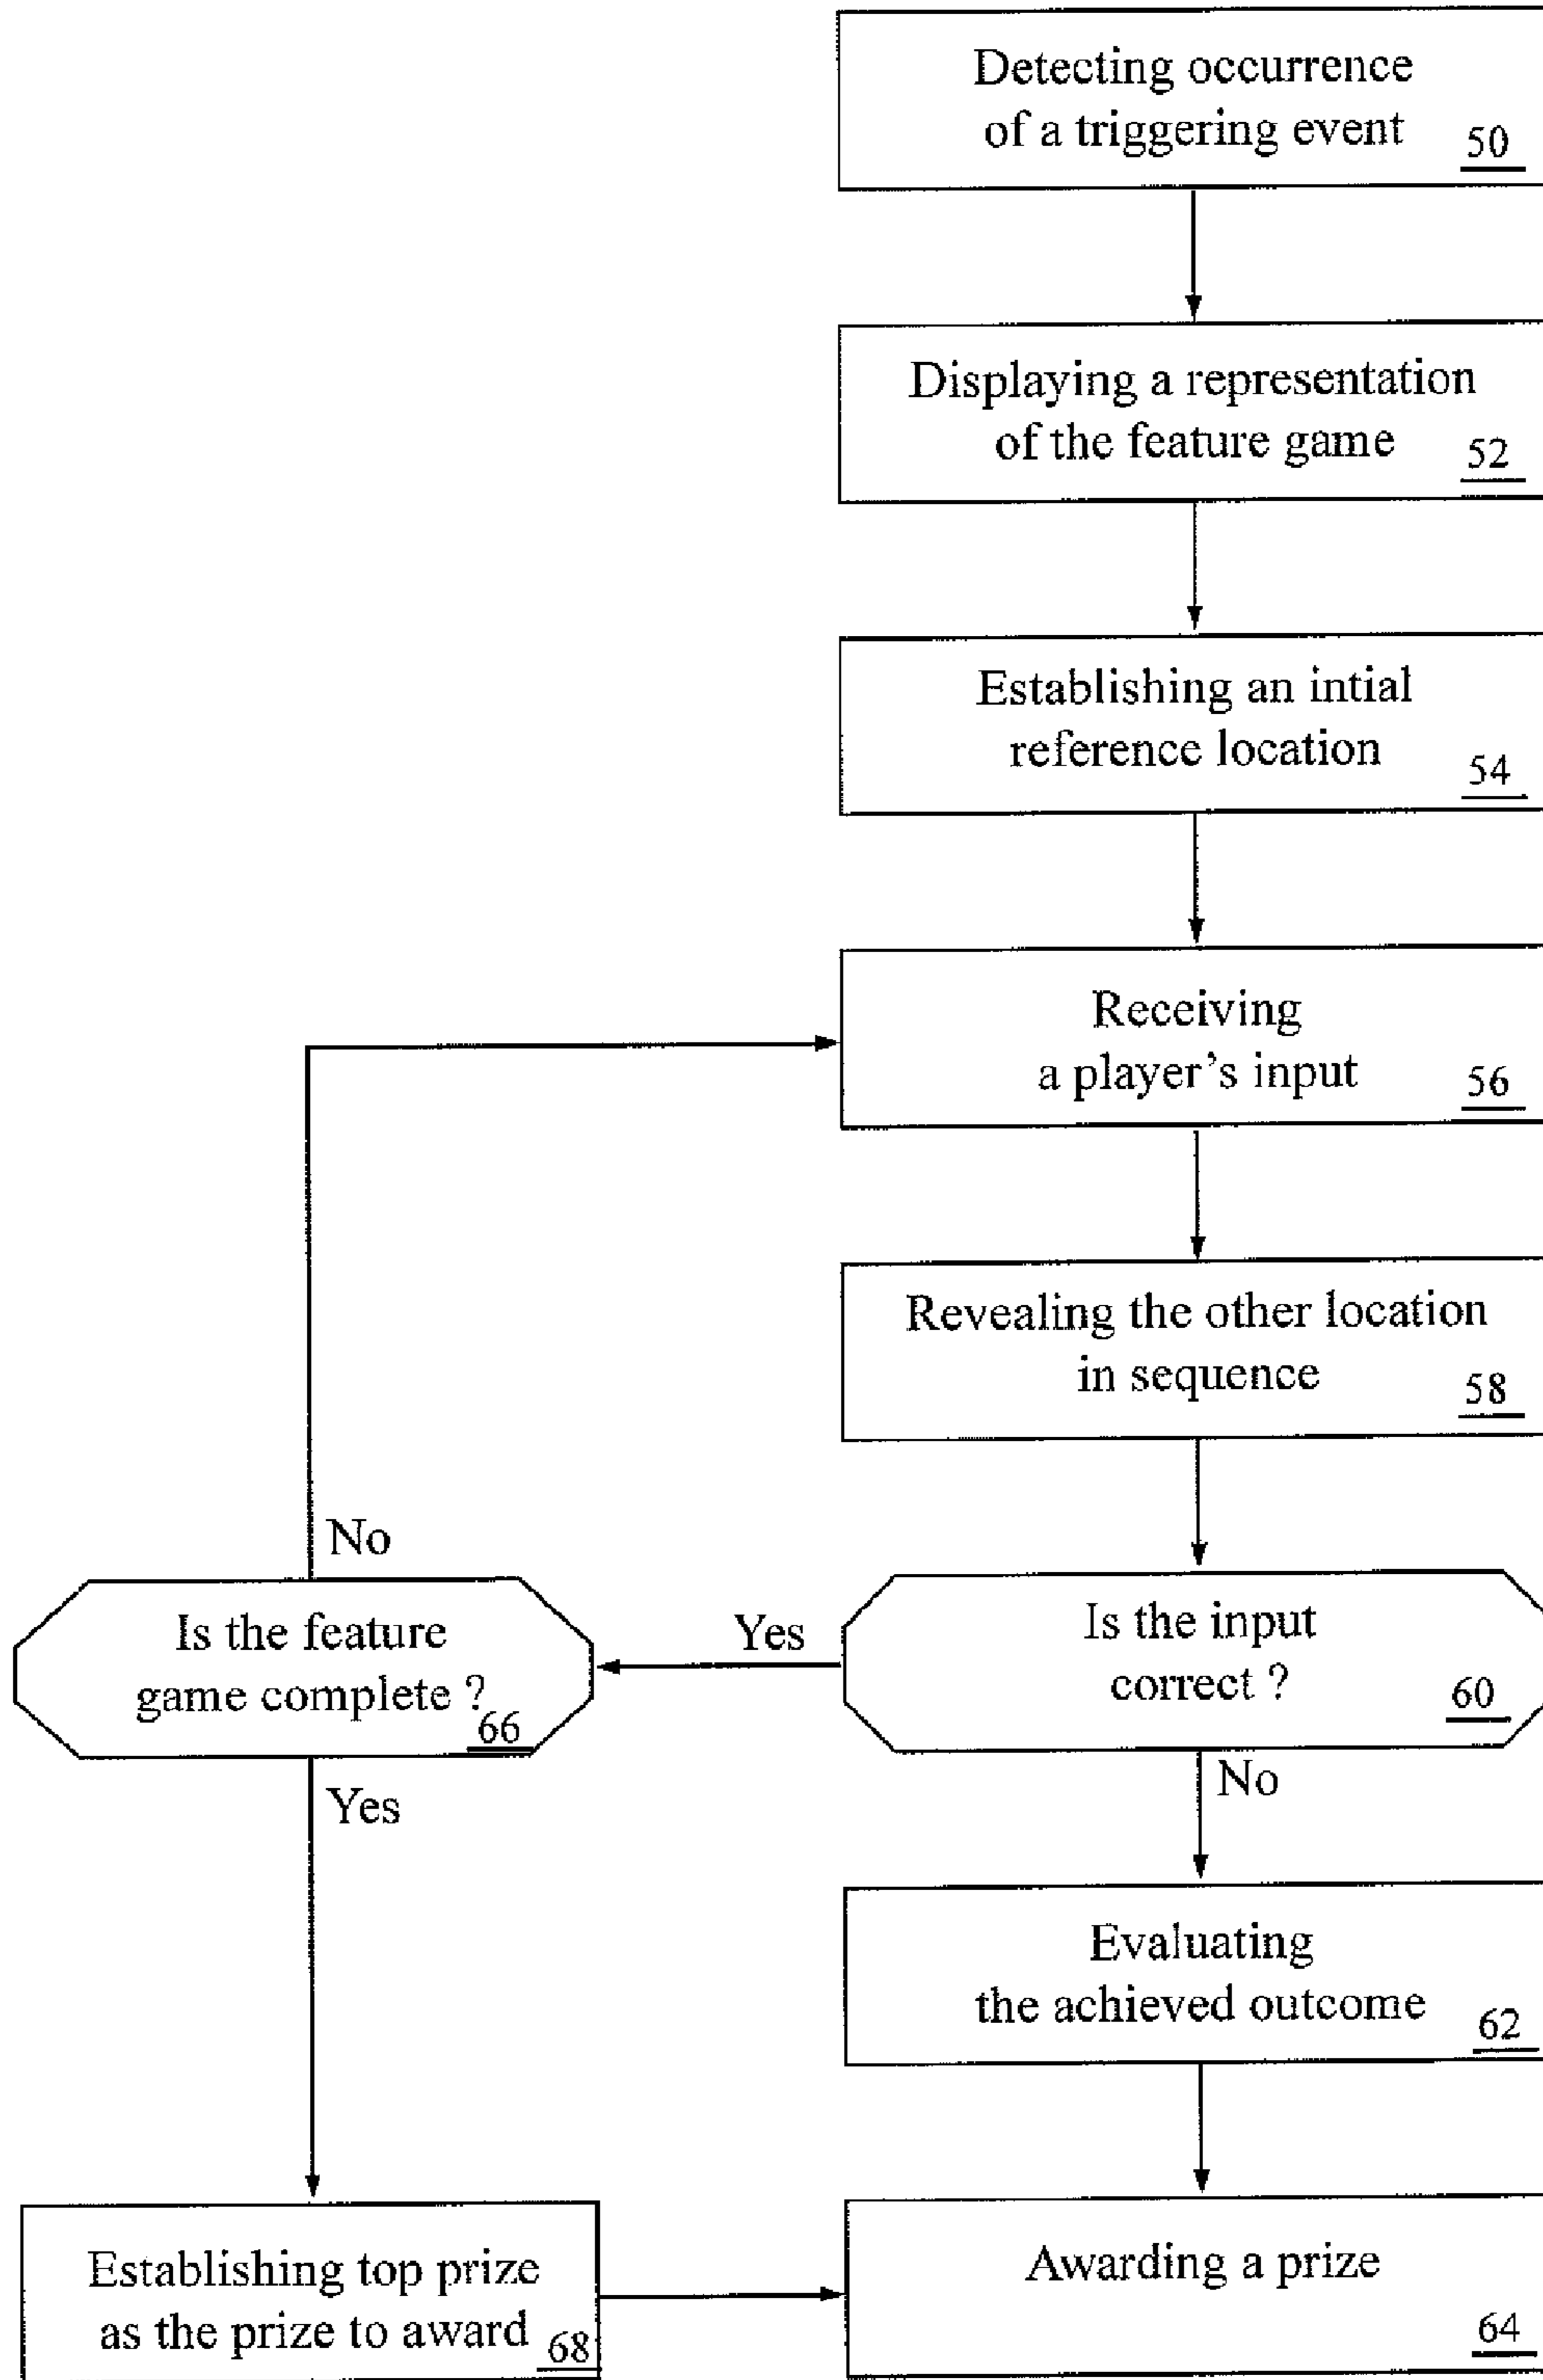 Detecting occurrence
of a triggering event
50
Displaying a representation
of the feature game
52
Establishing an intial
reference location
54
Receiving
a player's input
56
Revealing the other location
in sequence
58
No
Is the feature
game complete ?
66
Yes
Is the input
correct ?
60
Yes
No
Evaluating
the achieved outcome
62
Establishing top prize
as the prize to award
68
Awarding a prize
64